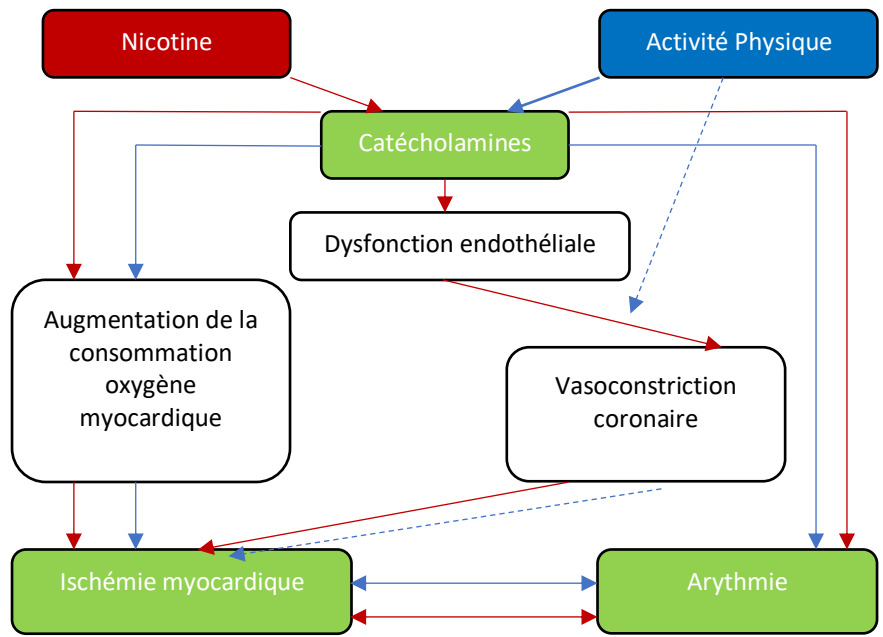 Nicotine
Activité Physique
Catécholamines
Dysfonction endothéliale
Augmentation de la
consommation
oxygène
myocardique
Vasoconstriction
coronaire
Ischémie myocardique
Arythmie